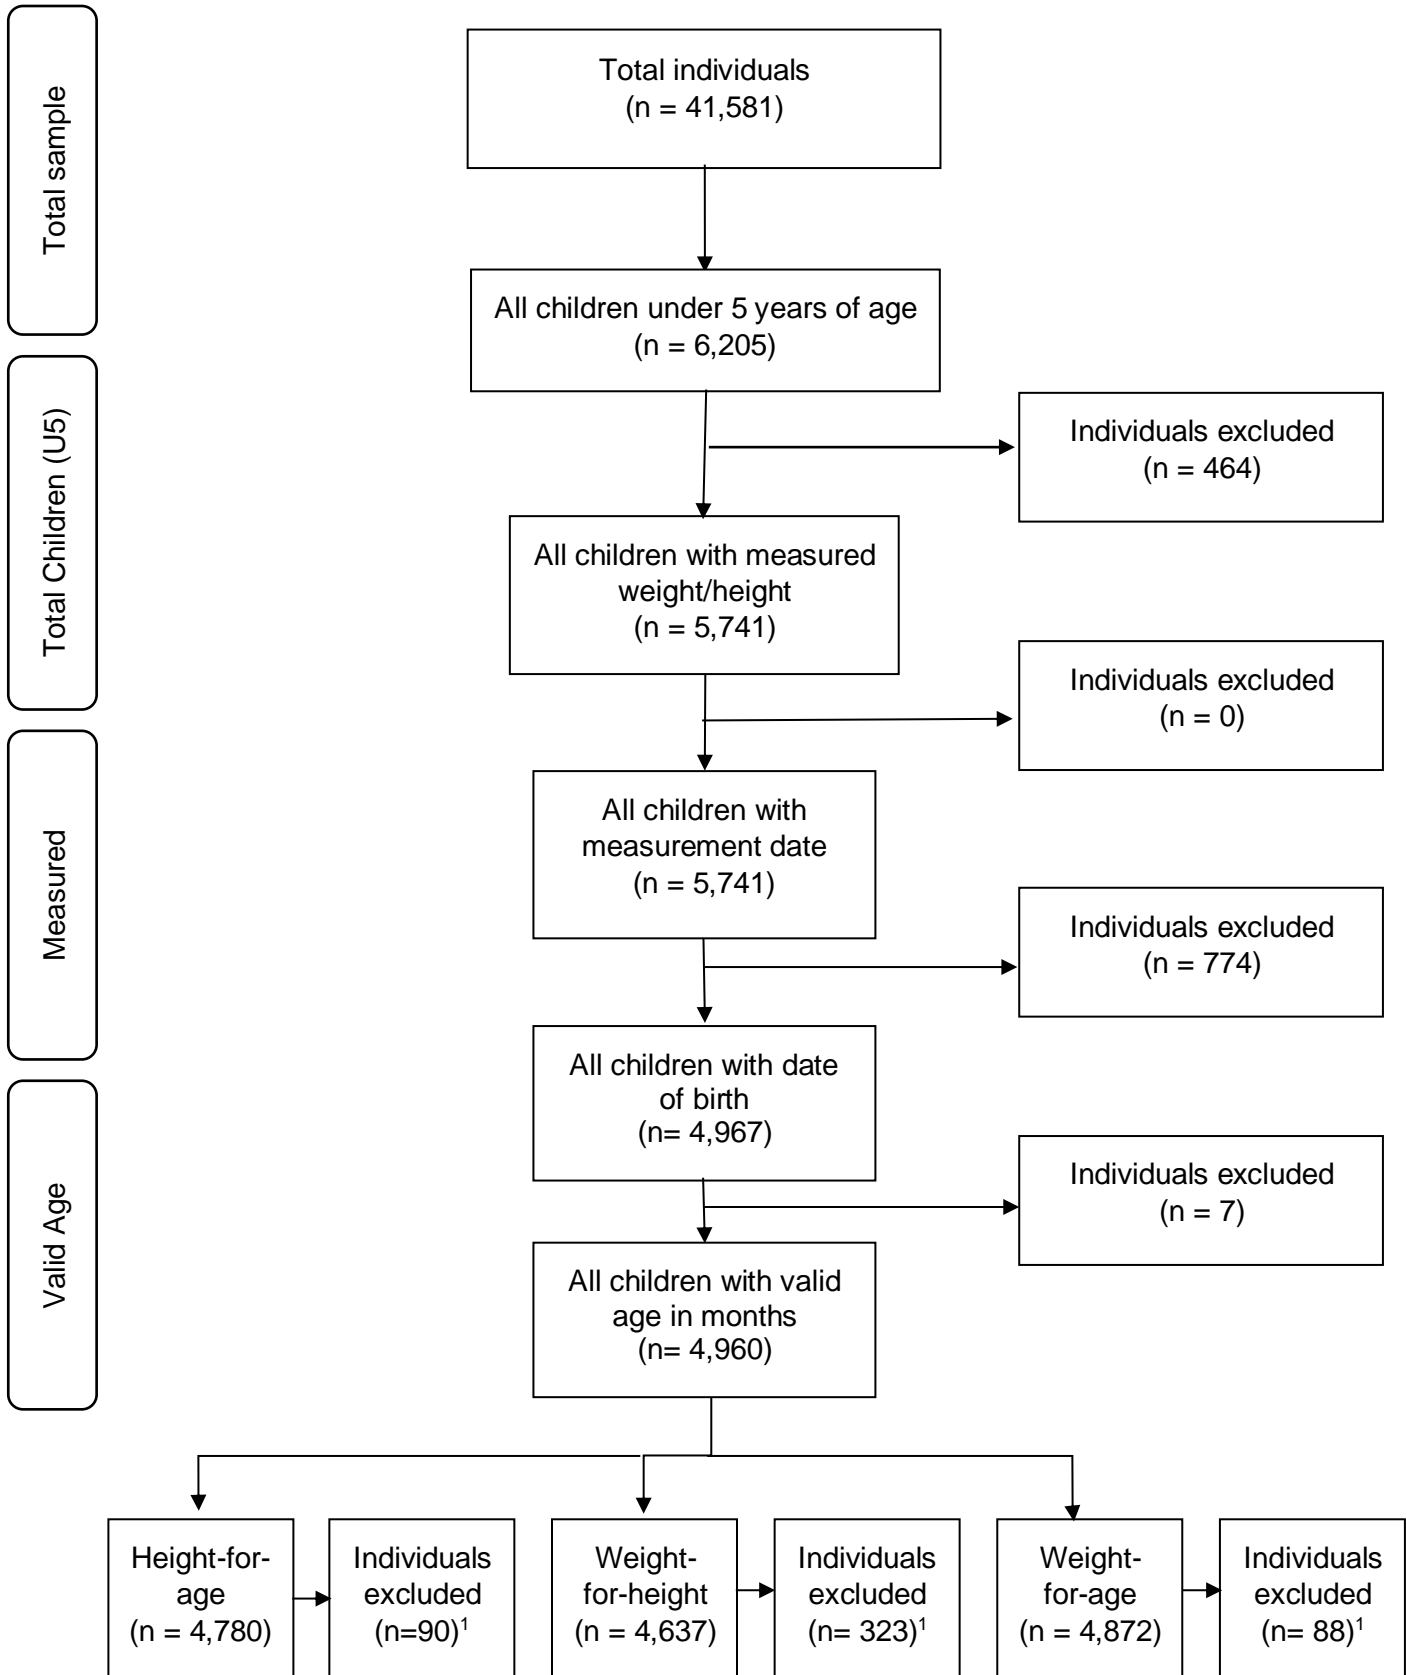 Total sample
Total individuals
(n = 41,581)
All children under 5 years of age
(n = 6,205)
Total Children (U5)
Individuals excluded
(n = 464)
All children with measured
weight/height
(n = 5,741)
Individuals excluded
(n = 0)
Measured
All children with
measurement date
(n = 5,741)
Individuals excluded
(n = 774)
All children with date
of birth
(n= 4,967)
Valid Age
Individuals excluded
(n = 7)
All children with valid
age in months
(n= 4,960)
Height-for-
age
(n = 4,780)
Individuals
excluded
(n=90)¹
Weight-
for-height
(n = 4,637)
Individuals
excluded
(n= 323)¹
Weight-
for-age
(n = 4,872)
Individuals
excluded
(n= 88)¹